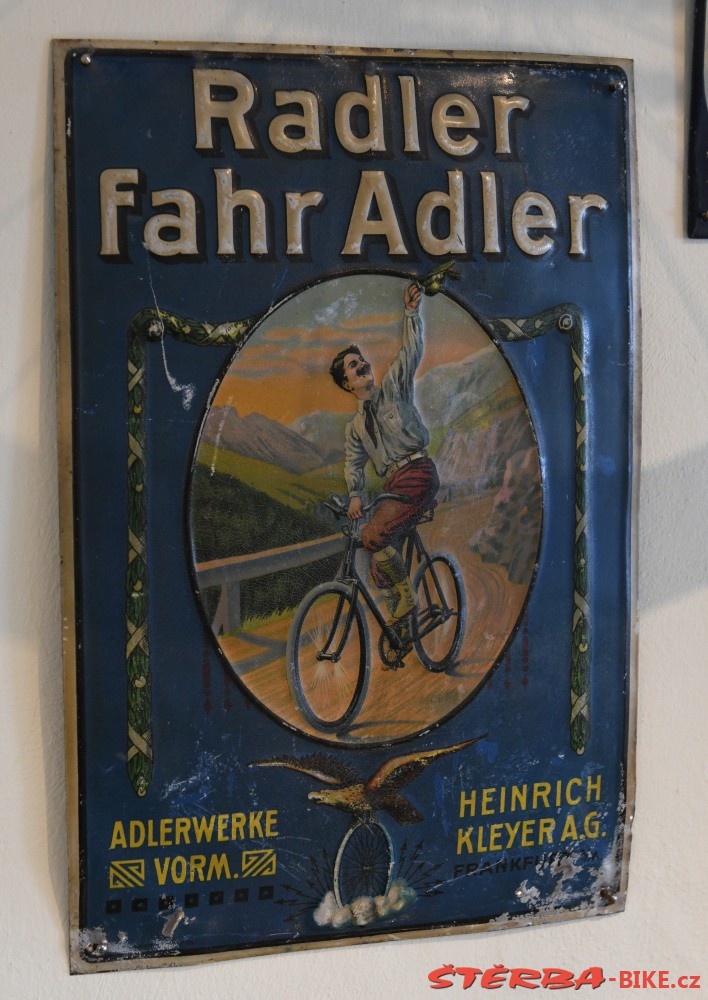 Radler
fahr Adler
ADLERWERKE
VORM.
HEINRICH
KLEYER A.G.
ŠTĚRBA-BIKE.cz